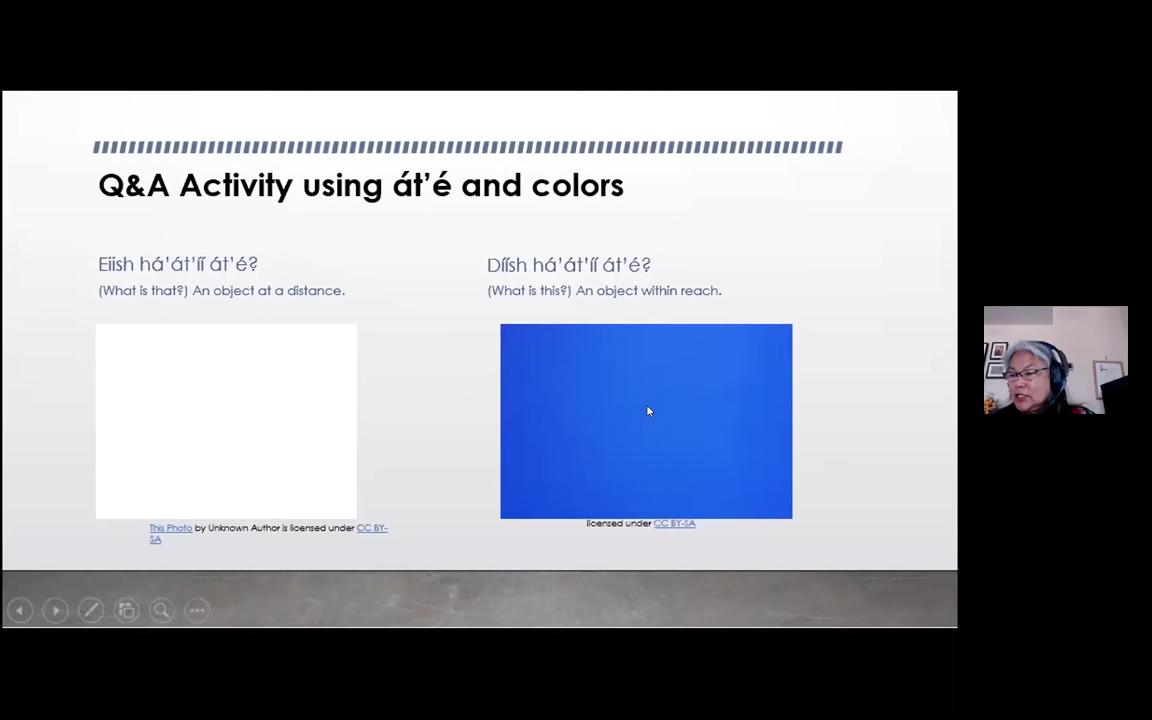 Q&A Activity using át’é and colors
Eiish há’át’íí át’é?
(What is that?) An object at a distance.
Díísh há’át’íí át’é?
(What is this?) An object within reach.
This Photo by Unknown Author is licensed under CC BY-
SA
licensed under CC BY-SA